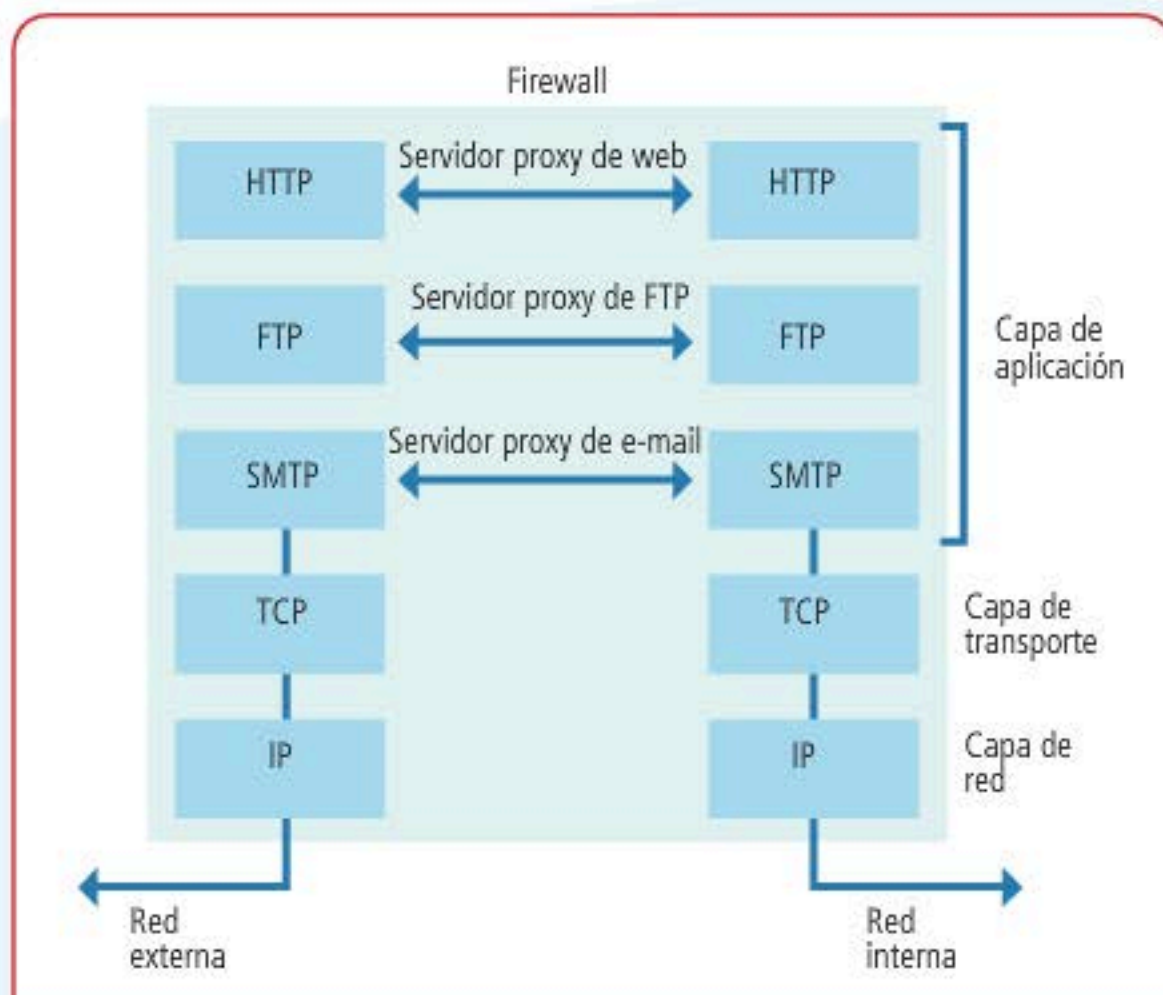 Firewall
HTTP
Servidor proxy de web
HTTP
FTP
Servidor proxy de FTP
FTP
Capa de
aplicación
SMTP
Servidor proxy de e-mail
SMTP
TCP
TCP
Capa de
transporte
IP
IP
Capa de
red
Red
externa
Red
interna